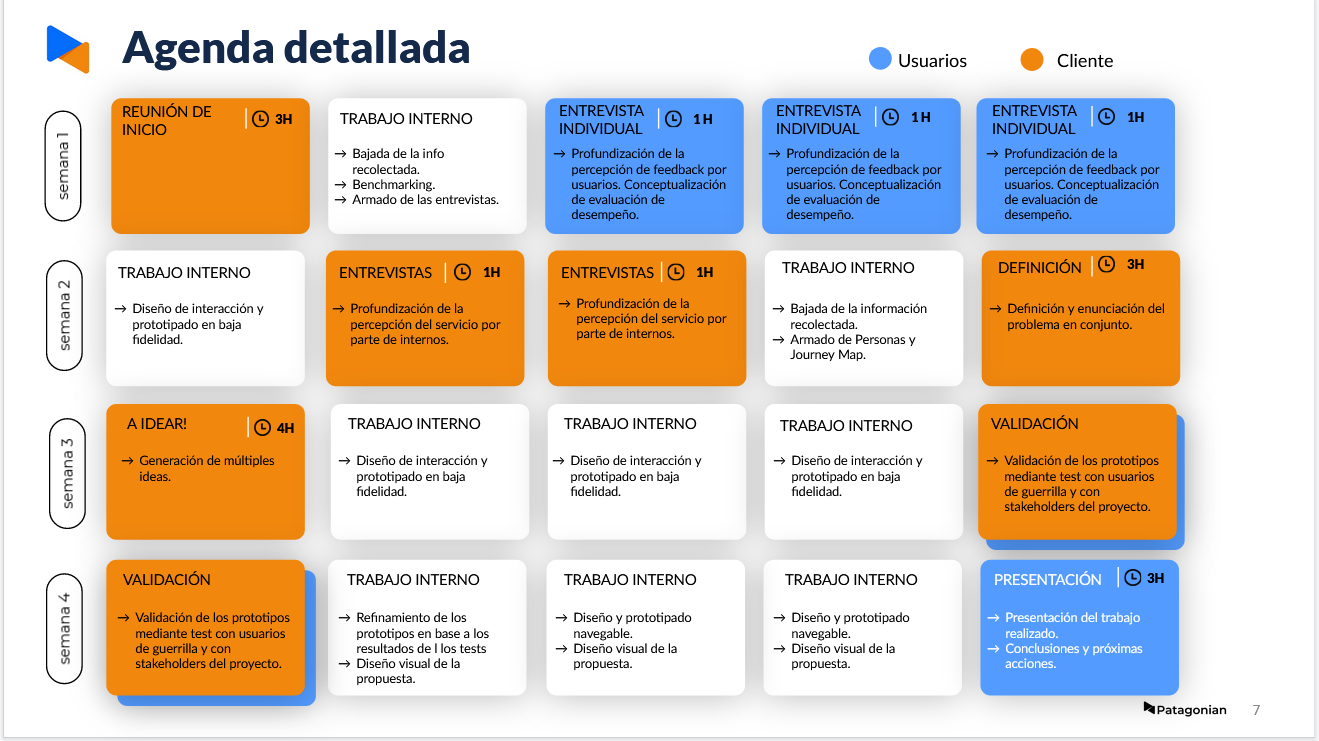 Agenda detallada
Usuarios
Cliente
semana 1
REUNIÓN DE
INICIO
3H
TRABAJO INTERNO
→ Bajada de la info
recolectada.
→ Benchmarking.
→ Armado de las entrevistas.
ENTREVISTA
INDIVIDUAL
1 H
→ Profundización de la
percepción de feedback por
usuarios. Conceptualización
de evaluación de
desempeño.
ENTREVISTA
INDIVIDUAL
1 H
→ Profundización de la
percepción de feedback por
usuarios. Conceptualización
de evaluación de
desempeño.
ENTREVISTA
INDIVIDUAL
1H
→ Profundización de la
percepción de feedback por
usuarios. Conceptualización
de evaluación de
desempeño.
semana 2
TRABAJO INTERNO
→ Diseño de interacción y
prototipado en baja
fidelidad.
ENTREVISTAS
1H
→ Profundización de la
percepción del servicio por
parte de internos.
ENTREVISTAS
1H
→ Profundización de la
percepción del servicio por
parte de internos.
TRABAJO INTERNO
→ Bajada de la información
recolectada.
→ Armado de Personas y
Journey Map.
DEFINICIÓN
3H
→ Definición y enunciación del
problema en conjunto.
semana 3
A IDEAR!
4H
→ Generación de múltiples
ideas.
TRABAJO INTERNO
→ Diseño de interacción y
prototipado en baja
fidelidad.
TRABAJO INTERNO
→ Diseño de interacción y
prototipado en baja
fidelidad.
TRABAJO INTERNO
→ Diseño de interacción y
prototipado en baja
fidelidad.
VALIDACIÓN
→ Validación de los prototipos
mediante test con usuarios
de guerrilla y con
stakeholders del proyecto.
semana 4
VALIDACIÓN
→ Validación de los prototipos
mediante test con usuarios
de guerrilla y con
stakeholders del proyecto.
TRABAJO INTERNO
→ Refinamiento de los
prototipos en base a los
resultados de l los tests
→ Diseño visual de la
propuesta.
TRABAJO INTERNO
→ Diseño y prototipado
navegable.
→ Diseño visual de la
propuesta.
TRABAJO INTERNO
→ Diseño y prototipado
navegable.
→ Diseño visual de la
propuesta.
PRESENTACIÓN
3H
→ Presentación del trabajo
realizado.
→ Conclusiones y próximas
acciones.
Patagonian
7